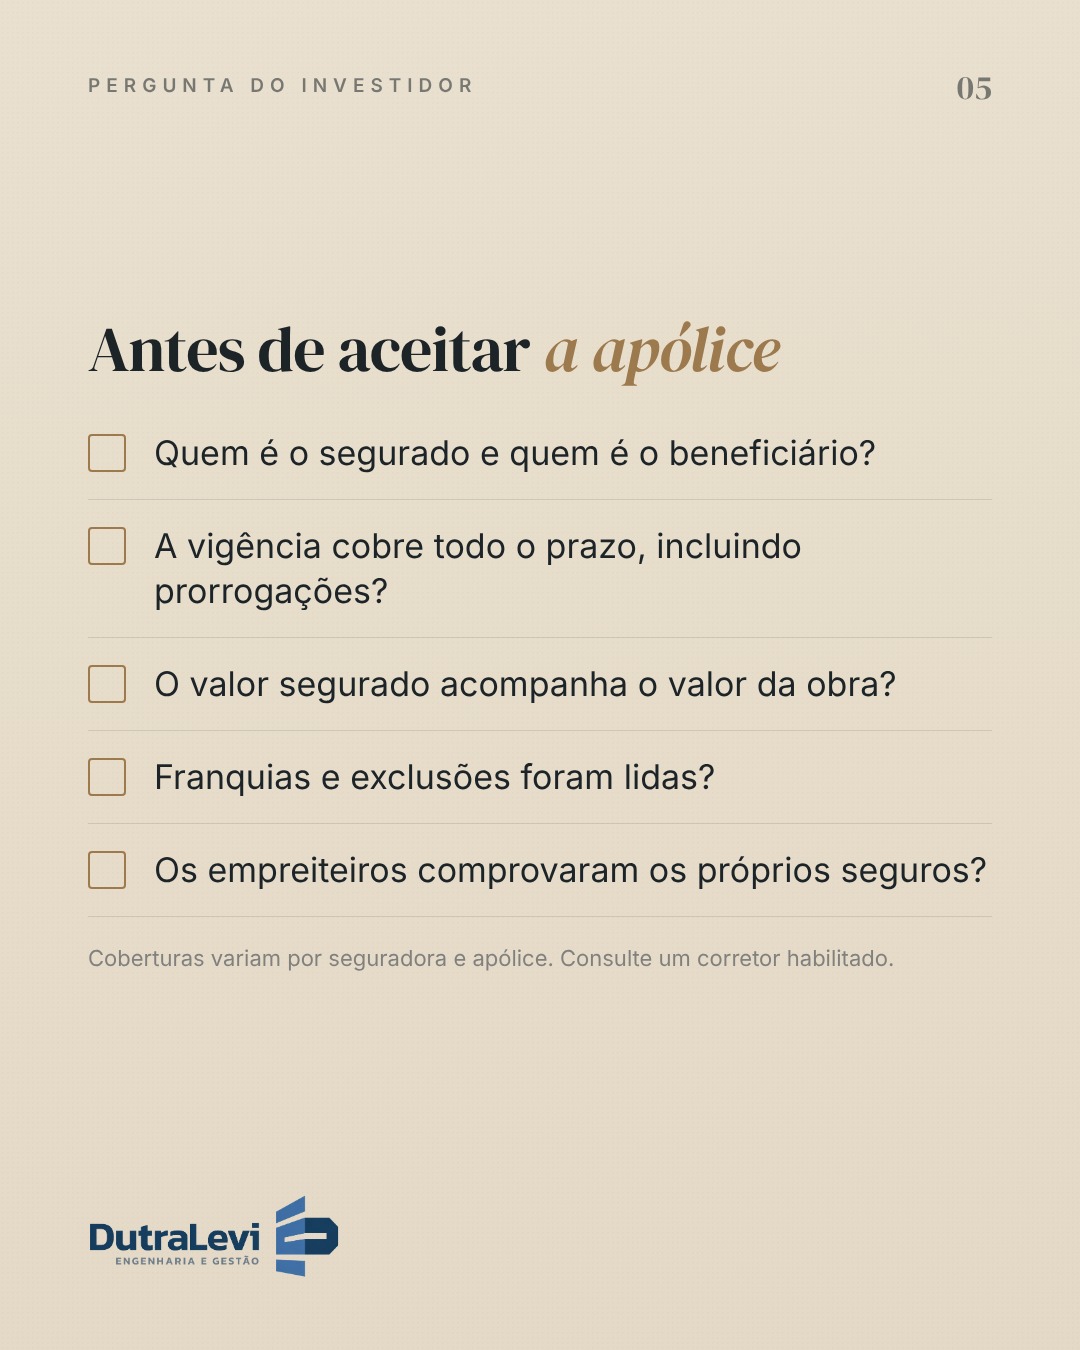 PERGUNTA DO INVESTIDOR
05
Antes de aceitar a apólice
Quem é o segurado e quem é o beneficiário?
A vigência cobre todo o prazo, incluindo
prorrogações?
O valor segurado acompanha o valor da obra?
Franquias e exclusões foram lidas?
Os empreiteiros comprovaram os próprios seguros?
Coberturas variam por seguradora e apólice. Consulte um corretor habilitado.
DutraLevi
ENGENHARIA E GESTÃO